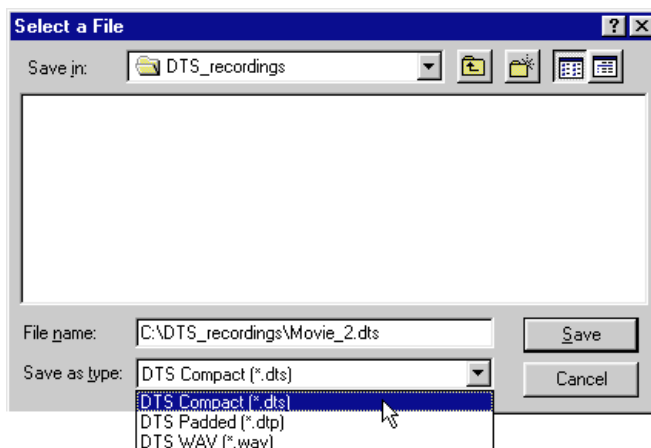 Select a File
Save in: DTS_recordings
File name: C:\DTS_recordings\Movie_2.dts Save
Save as type: DTS Compact (*.dts) Cancel
DTS Compact (*.dts)
DTS Padded (*.dtp)
DTS WAV (*.wav)